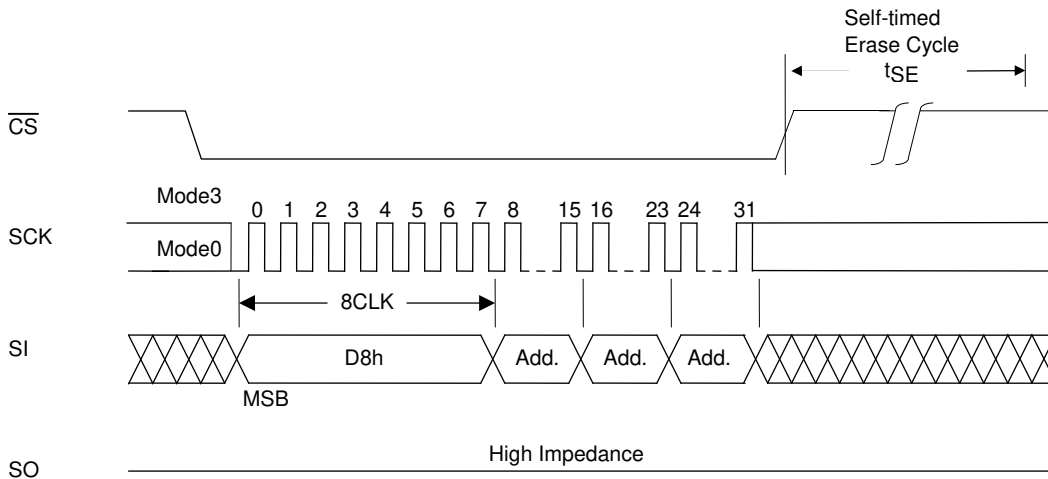 Self-timed
Erase Cycle
tSE
CS
Mode3
0 1 2 3 4 5 6 7 8 15 16 23 24 31
SCK
Mode0
8CLK
SI
D8h Add. Add. Add.
MSB
High Impedance
SO